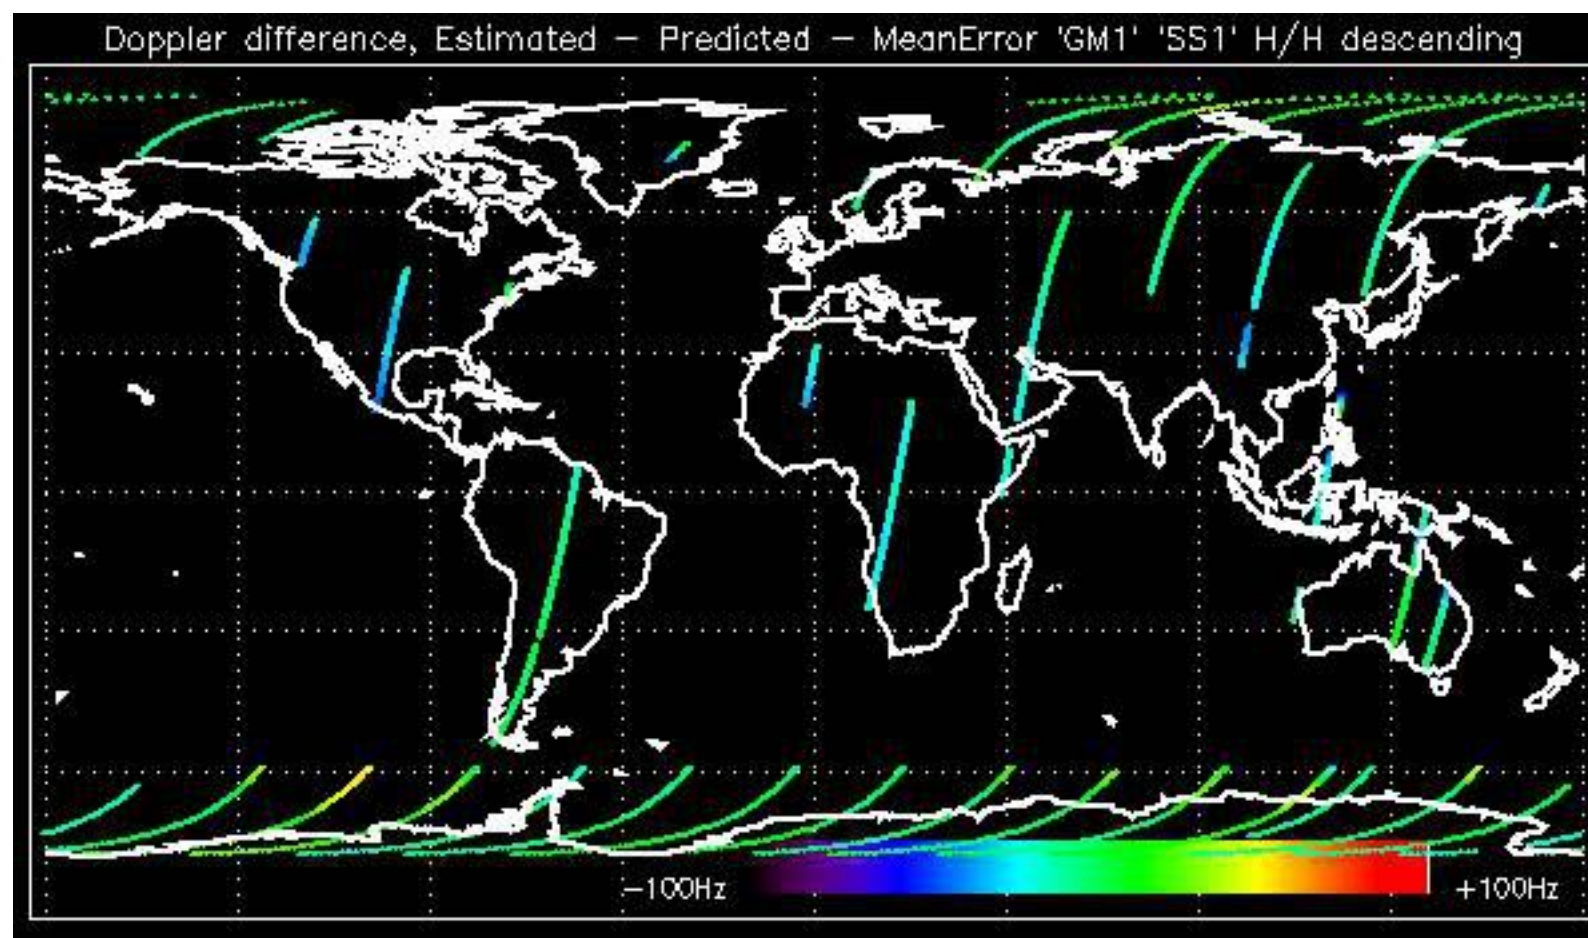 Doppler difference, Estimated – Predicted – MeanError 'GM1' 'SS1' H/H descending
–100Hz +100Hz